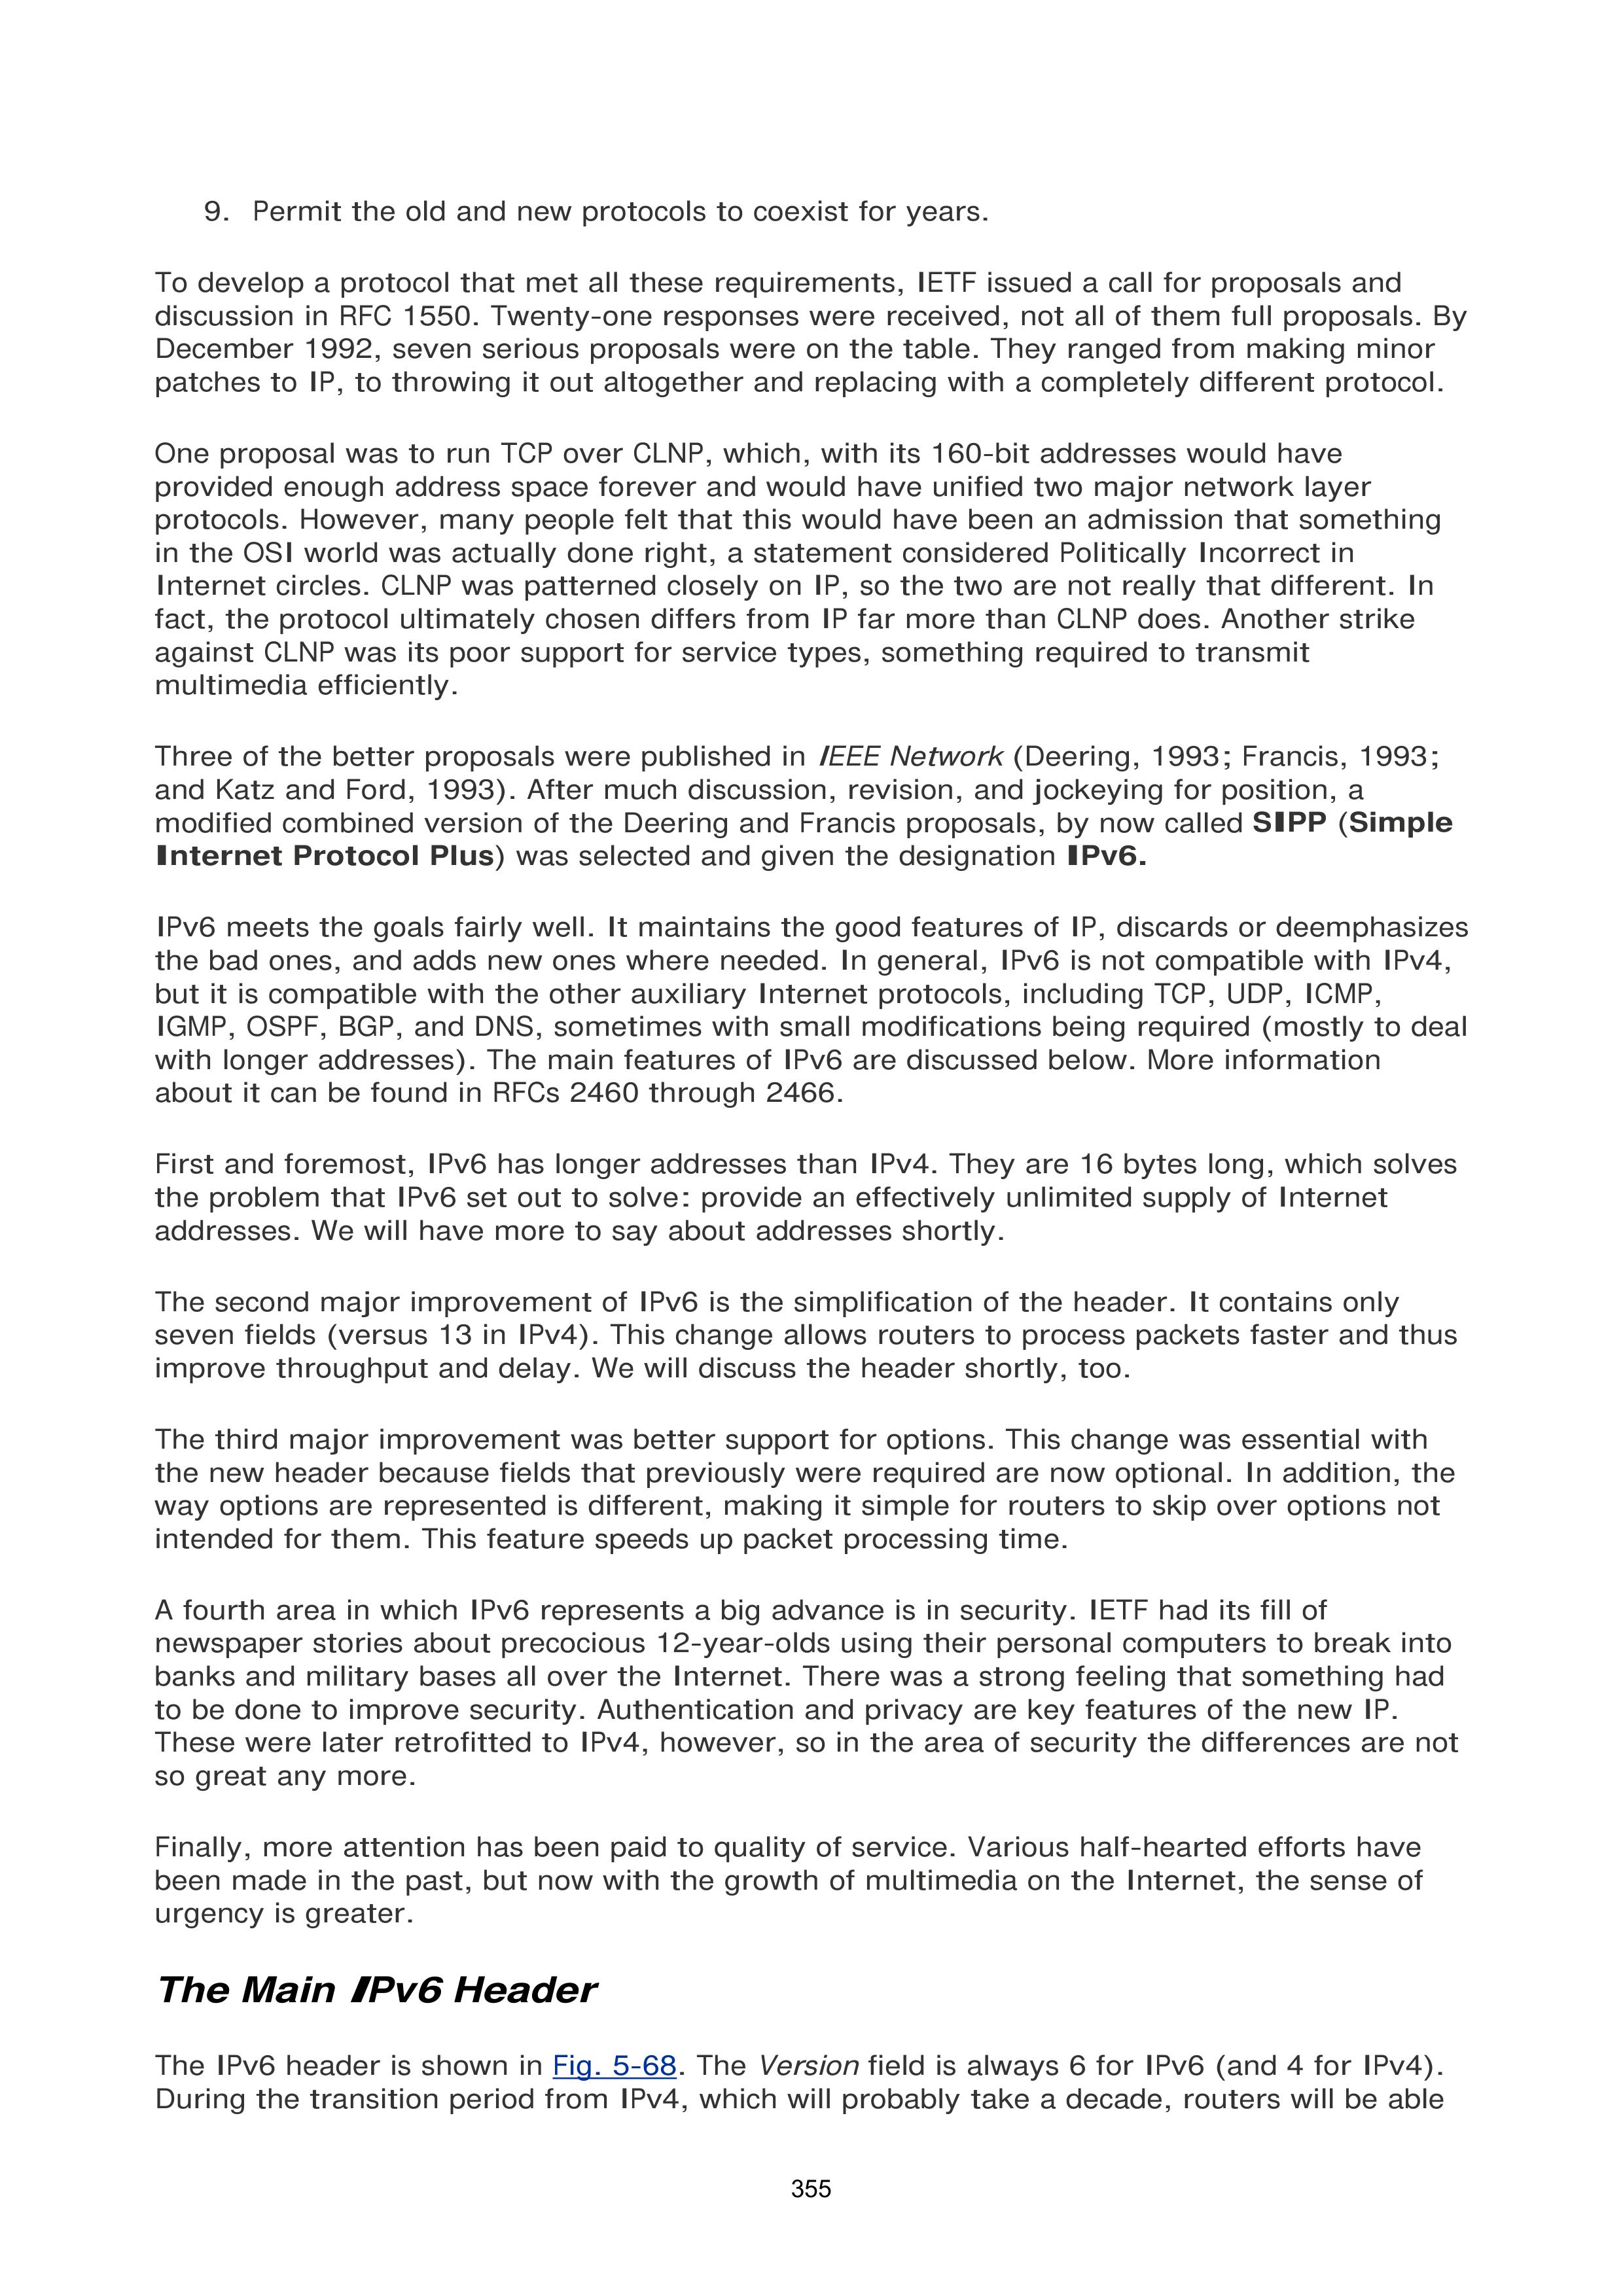 9. Permit the old and new protocols to coexist for years.
To develop a protocol that met all these requirements, IETF issued a call for proposals and
discussion in RFC 1550. Twenty-one responses were received, not all of them full proposals. By
December 1992, seven serious proposals were on the table. They ranged from making minor
patches to IP, to throwing it out altogether and replacing with a completely different protocol.
One proposal was to run TCP over CLNP, which, with its 160-bit addresses would have
provided enough address space forever and would have unified two major network layer
protocols. However, many people felt that this would have been an admission that something
in the OSI world was actually done right, a statement considered Politically Incorrect in
Internet circles. CLNP was patterned closely on IP, so the two are not really that different. In
fact, the protocol ultimately chosen differs from IP far more than CLNP does. Another strike
against CLNP was its poor support for service types, something required to transmit
multimedia efficiently.
Three of the better proposals were published in IEEE Network (Deering, 1993; Francis, 1993;
and Katz and Ford, 1993). After much discussion, revision, and jockeying for position, a
modified combined version of the Deering and Francis proposals, by now called SIPP (Simple
Internet Protocol Plus) was selected and given the designation IPv6.
IPv6 meets the goals fairly well. It maintains the good features of IP, discards or deemphasizes
the bad ones, and adds new ones where needed. In general, IPv6 is not compatible with IPv4,
but it is compatible with the other auxiliary Internet protocols, including TCP, UDP, ICMP,
IGMP, OSPF, BGP, and DNS, sometimes with small modifications being required (mostly to deal
with longer addresses). The main features of IPv6 are discussed below. More information
about it can be found in RFCs 2460 through 2466.
First and foremost, IPv6 has longer addresses than IPv4. They are 16 bytes long, which solves
the problem that IPv6 set out to solve: provide an effectively unlimited supply of Internet
addresses. We will have more to say about addresses shortly.
The second major improvement of IPv6 is the simplification of the header. It contains only
seven fields (versus 13 in IPv4). This change allows routers to process packets faster and thus
improve throughput and delay. We will discuss the header shortly, too.
The third major improvement was better support for options. This change was essential with
the new header because fields that previously were required are now optional. In addition, the
way options are represented is different, making it simple for routers to skip over options not
intended for them. This feature speeds up packet processing time.
A fourth area in which IPv6 represents a big advance is in security. IETF had its fill of
newspaper stories about precocious 12-year-olds using their personal computers to break into
banks and military bases all over the Internet. There was a strong feeling that something had
to be done to improve security. Authentication and privacy are key features of the new IP.
These were later retrofitted to IPv4, however, so in the area of security the differences are not
so great any more.
Finally, more attention has been paid to quality of service. Various half-hearted efforts have
been made in the past, but now with the growth of multimedia on the Internet, the sense of
urgency is greater.
The Main IPv6 Header
The IPv6 header is shown in Fig. 5-68. The Version field is always 6 for IPv6 (and 4 for IPv4).
During the transition period from IPv4, which will probably take a decade, routers will be able
355